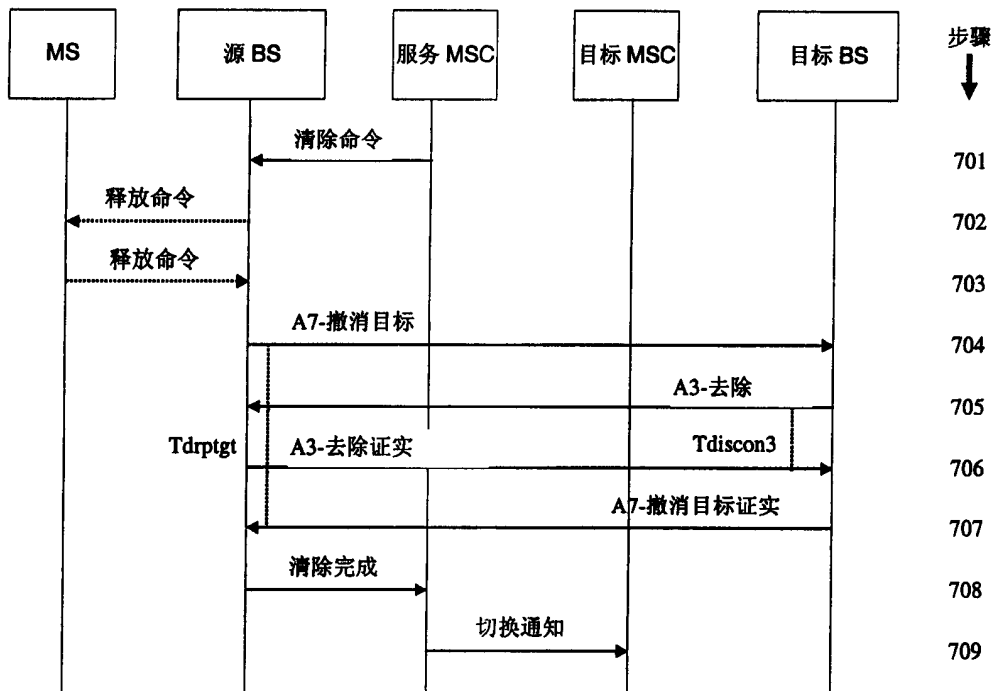 MS
源 BS
服务 MSC
目标 MSC
目标 BS
步骤
清除命令
701
释放命令
702
释放命令
703
A7-撤消目标
704
A3-去除
705
Tdrptgt
A3-去除证实
Tdiscon3
706
A7-撤消目标证实
707
清除完成
708
切换通知
709